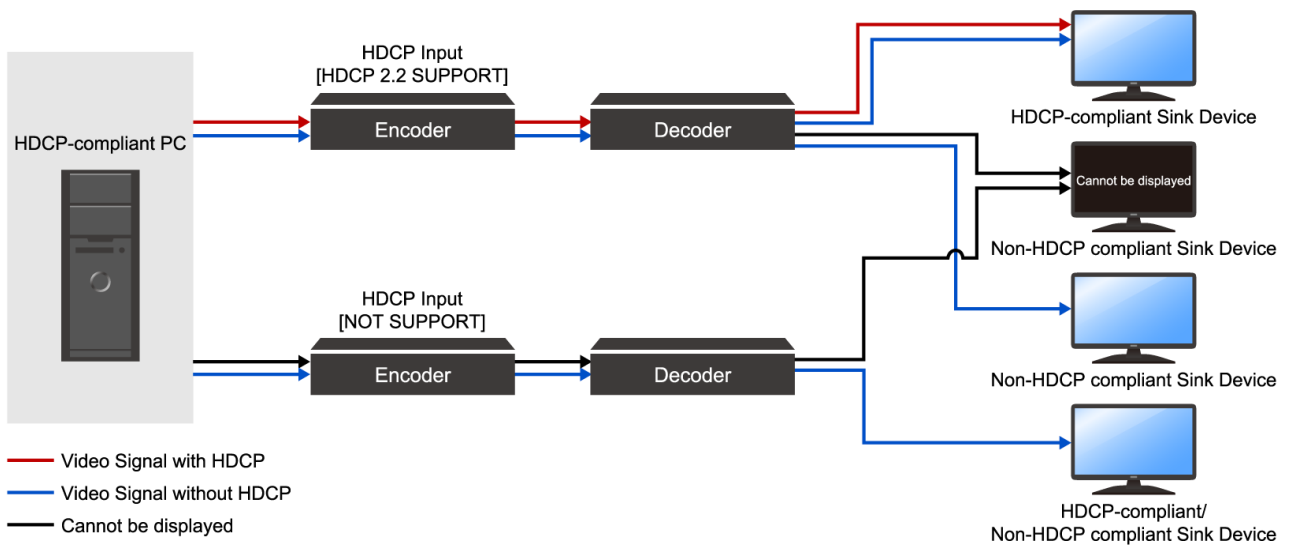 HDCP Input
[HDCP 2.2 SUPPORT]
HDCP-compliant PC
Encoder
Decoder
HDCP-compliant Sink Device
Cannot be displayed
Non-HDCP compliant Sink Device
HDCP Input
[NOT SUPPORT]
Encoder
Decoder
Non-HDCP compliant Sink Device
HDCP-compliant/
Non-HDCP compliant Sink Device
Video Signal with HDCP
Video Signal without HDCP
Cannot be displayed